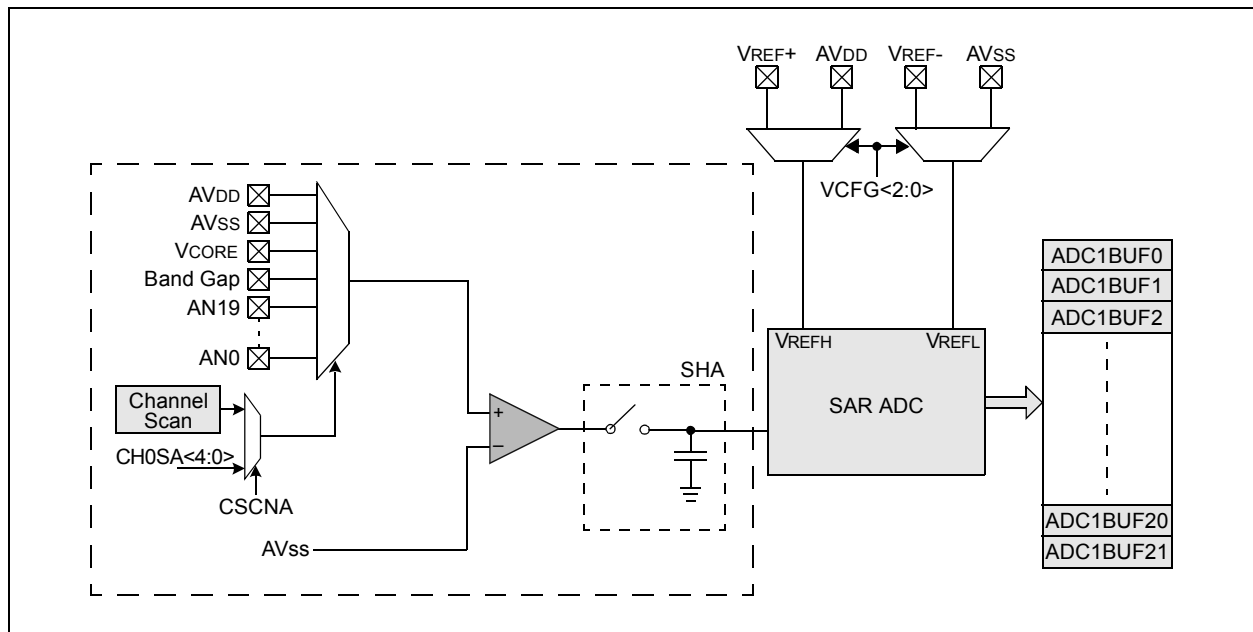 VREF+ AVDD VREF- AVSS
VCFG<2:0>
AVDD
AVSS
VCORE
Band Gap
AN19
AN0
Channel
Scan
CH0SA<4:0>
CSCNA
AVss
+
–
SHA
VREFH VREFL
SAR ADC
ADC1BUF0
ADC1BUF1
ADC1BUF2
ADC1BUF20
ADC1BUF21